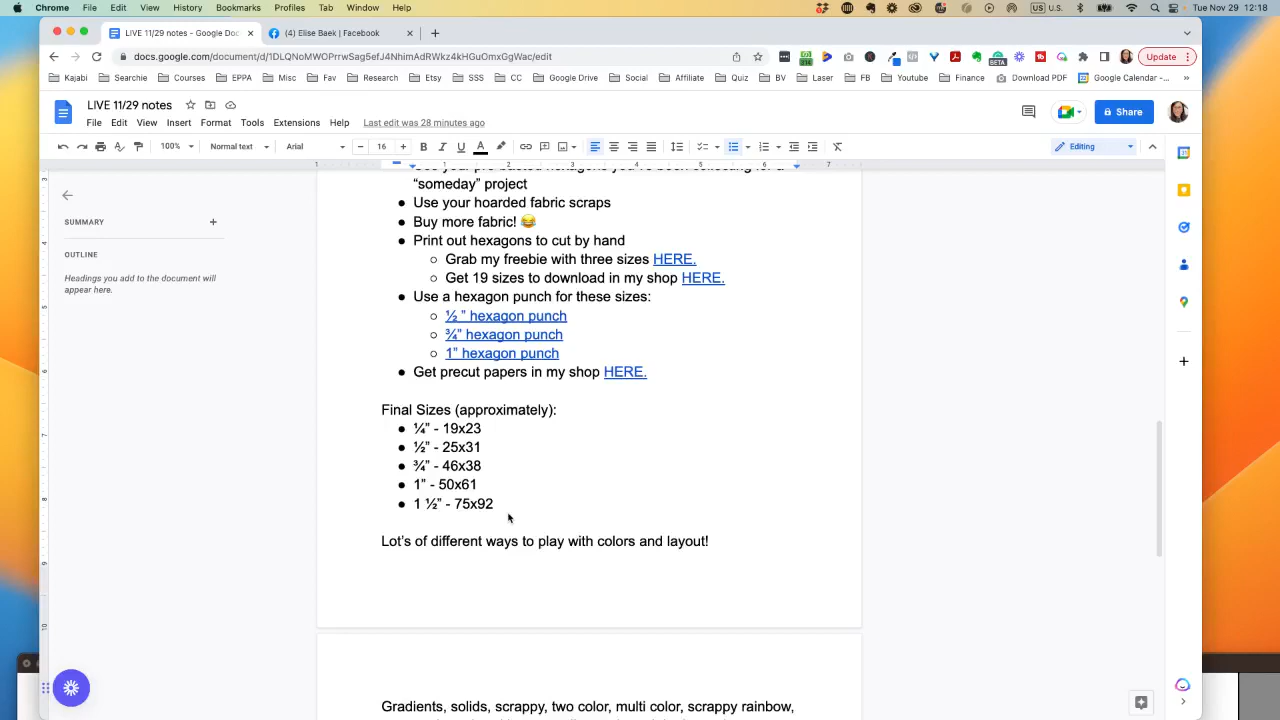 Chrome File Edit View History Bookmarks Profiles Tab Window Help U.S. Tue Nov 29 12:18
LIVE 11/29 notes - Google Doc (4) Elise Baek | Facebook
Update
Kajabi Searchie Courses EPPA Misc Fav Research Etsy SSS CC Google Drive Social Affiliate Quiz BV Laser FB Youtube Finance Download PDF Google Calendar -...
LIVE 11/29 notes
Share
File Edit View Insert Format Tools Extensions Help Last edit was 28 minutes ago
100% Normal text Arial 16 Editing
1 1 2 3 4 5 6 7
SUMMARY
OUTLINE
Headings you add to the document will
appear here.
“someday” project
● Use your hoarded fabric scraps
● Buy more fabric! 😂
● Print out hexagons to cut by hand
○ Grab my freebie with three sizes HERE.
○ Get 19 sizes to download in my shop HERE.
● Use a hexagon punch for these sizes:
○ ½ ” hexagon punch
○ ¾” hexagon punch
○ 1” hexagon punch
● Get precut papers in my shop HERE.
Final Sizes (approximately):
● ¼” - 19x23
● ½” - 25x31
● ¾” - 46x38
● 1” - 50x61
● 1 ½” - 75x92
Lot’s of different ways to play with colors and layout!
Gradients, solids, scrappy, two color, multi color, scrappy rainbow,